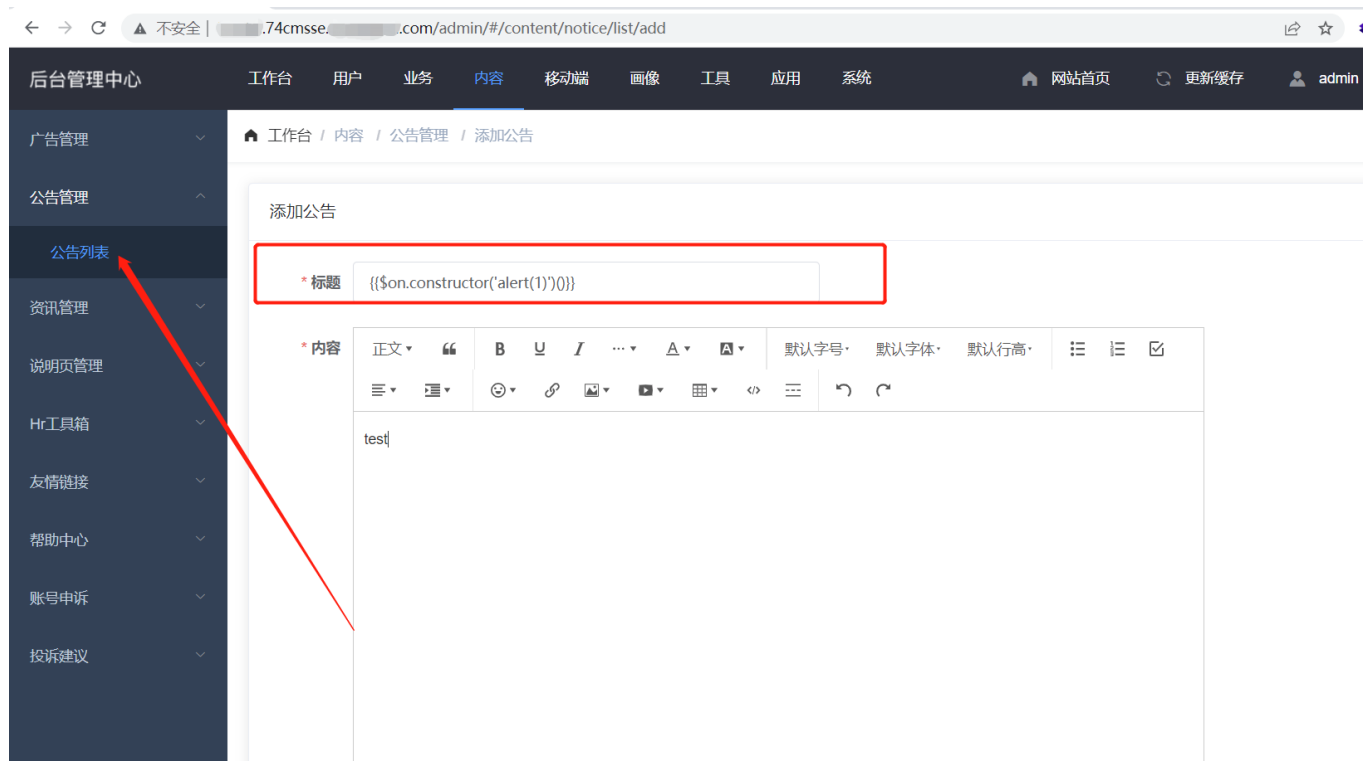 不安全 | .74cmsse. .com/admin/#/content/notice/list/add
后台管理中心 工作台 用户 业务 内容 移动端 画像 工具 应用 系统 网站首页 更新缓存 admin
广告管理
工作台 / 内容 / 公告管理 / 添加公告
公告管理
添加公告
公告列表
* 标题 {{$on.constructor('alert(1)')()}}
资讯管理
* 内容 正文 B U I ... A A 默认字号 默认字体 默认行高
说明页管理
Hr工具箱
test
友情链接
帮助中心
账号申诉
投诉建议